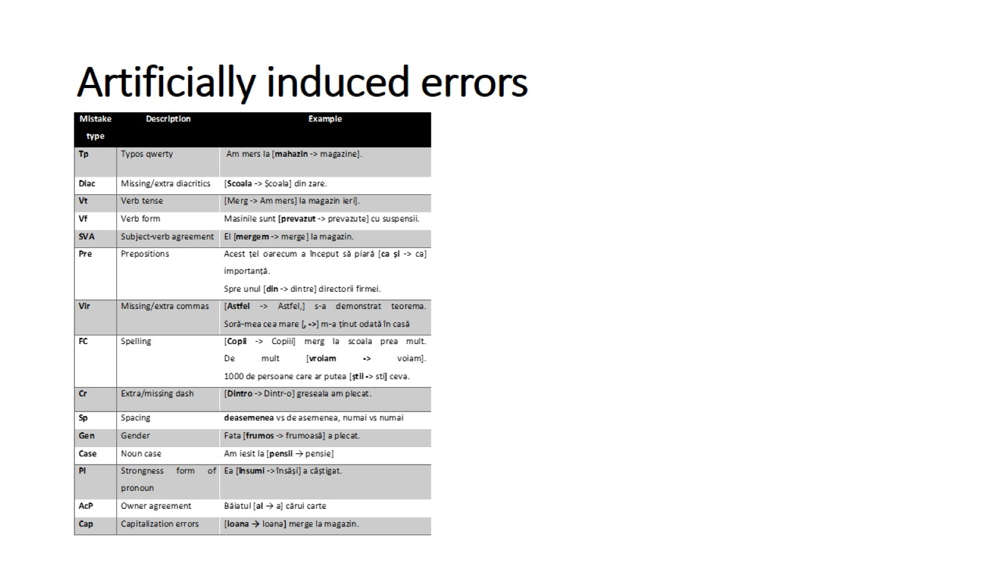 Artificially induced errors
Mistake type Description Example
Tp Typos qwerty Am mers la [mahazin -> magazine].
Diac Missing/extra diacritics [Scoala -> Școala] din zare.
Vt Verb tense [Merg -> Am mers] la magazin ieri].
Vf Verb form Masinile sunt [prevazut -> prevazute] cu suspensii.
SVA Subject-verb agreement El [mergem -> merge] la magazin.
Pre Prepositions Acest țel oarecum a început să piară [ca și -> ca]
importanță.
Spre unul [din -> dintre] directorii firmei.
Vir Missing/extra commas [Astfel -> Astfel,] s-a demonstrat teorema.
Soră-mea cea mare [, ->] m-a ținut odată în casă
FC Spelling [Copii -> Copiii] merg la scoala prea mult.
De mult [vroiam -> voiam].
1000 de persoane care ar putea [știi -> sti] ceva.
Cr Extra/missing dash [Dintro -> Dintr-o] greseala am plecat.
Sp Spacing deasemenea vs de asemenea, numai vs numai
Gen Gender Fata [frumos -> frumoasă] a plecat.
Case Noun case Am iesit la [pensii → pensie]
PI Strongness form of Ea [însumi -> însăși] a câștigat.
pronoun
AcP Owner agreement Băiatul [al → a] cărui carte
Cap Capitalization errors [ioana → Ioana] merge la magazin.